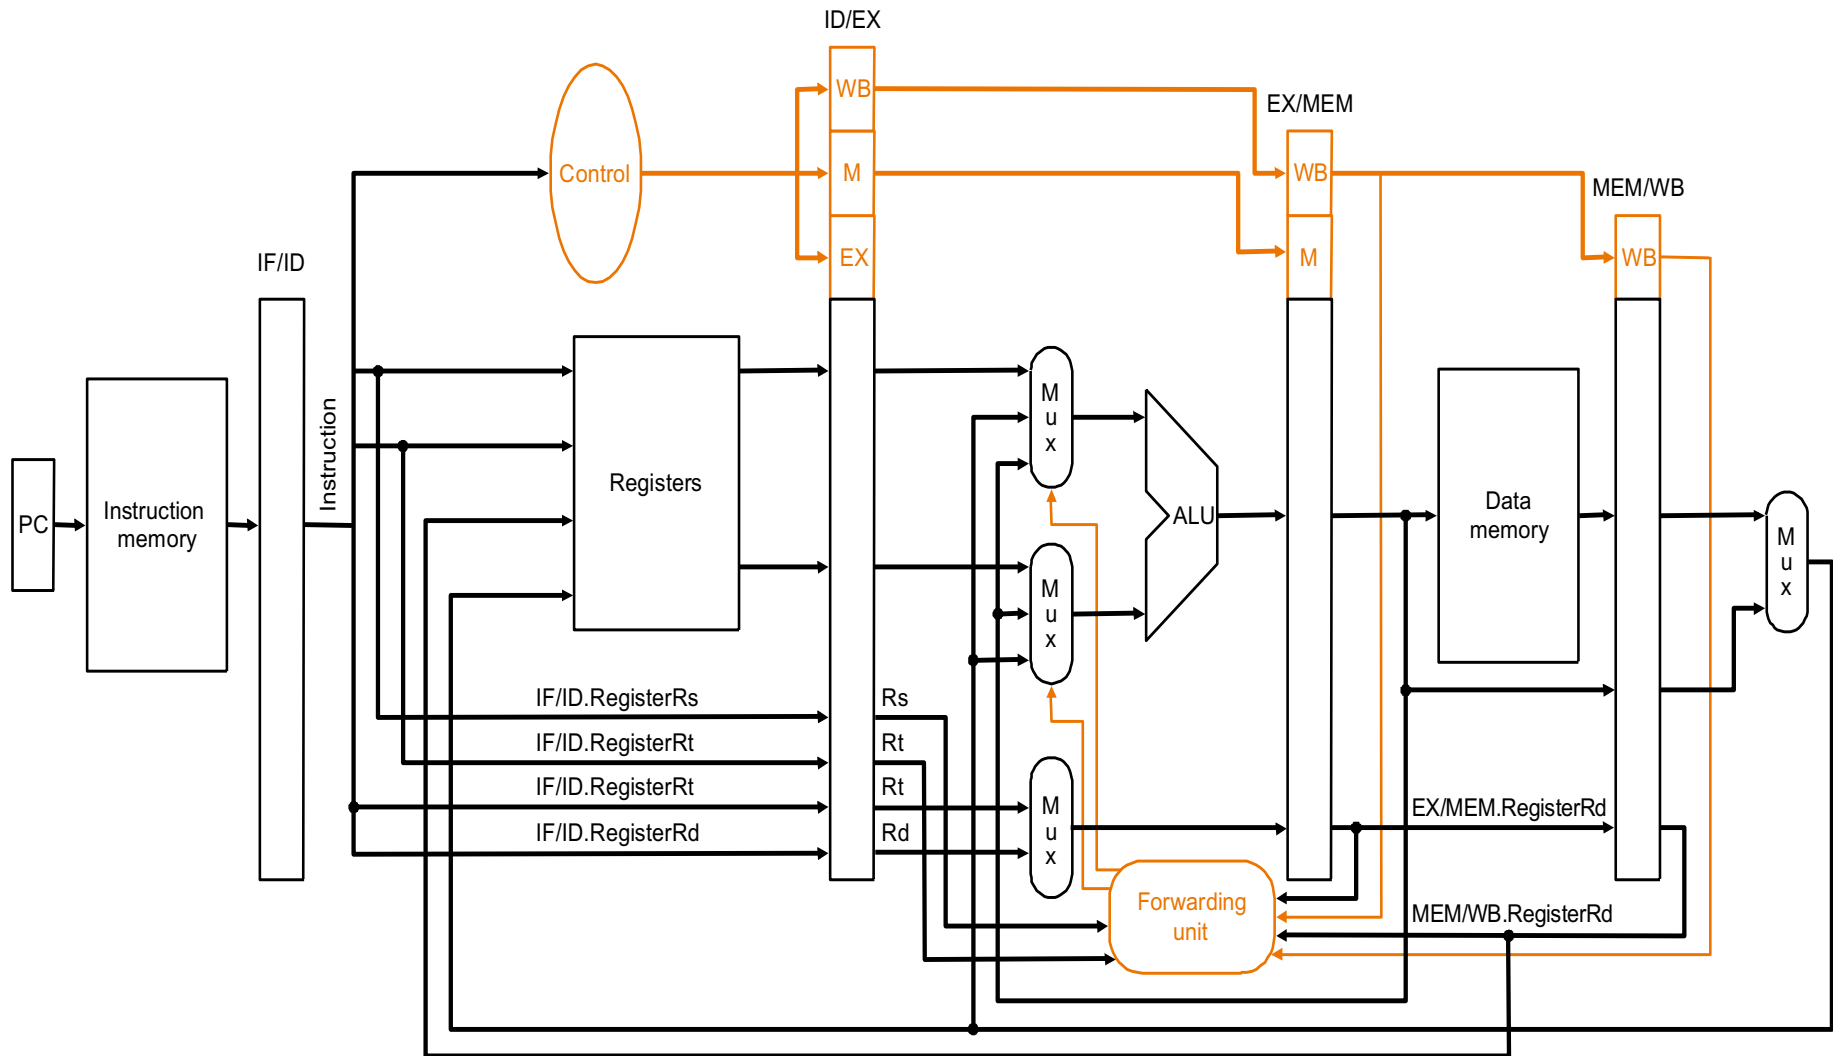 ID/EX
WB
EX/MEM
Control
M
WB
MEM/WB
IF/ID
EX
M
WB
Instruction
PC
Instruction
memory
Registers
M
u
x
M
u
x
ALU
Data
memory
M
u
x
IF/ID.RegisterRs
Rs
IF/ID.RegisterRt
Rt
IF/ID.RegisterRt
Rt
IF/ID.RegisterRd
Rd
M
u
x
EX/MEM.RegisterRd
Forwarding
unit
MEM/WB.RegisterRd